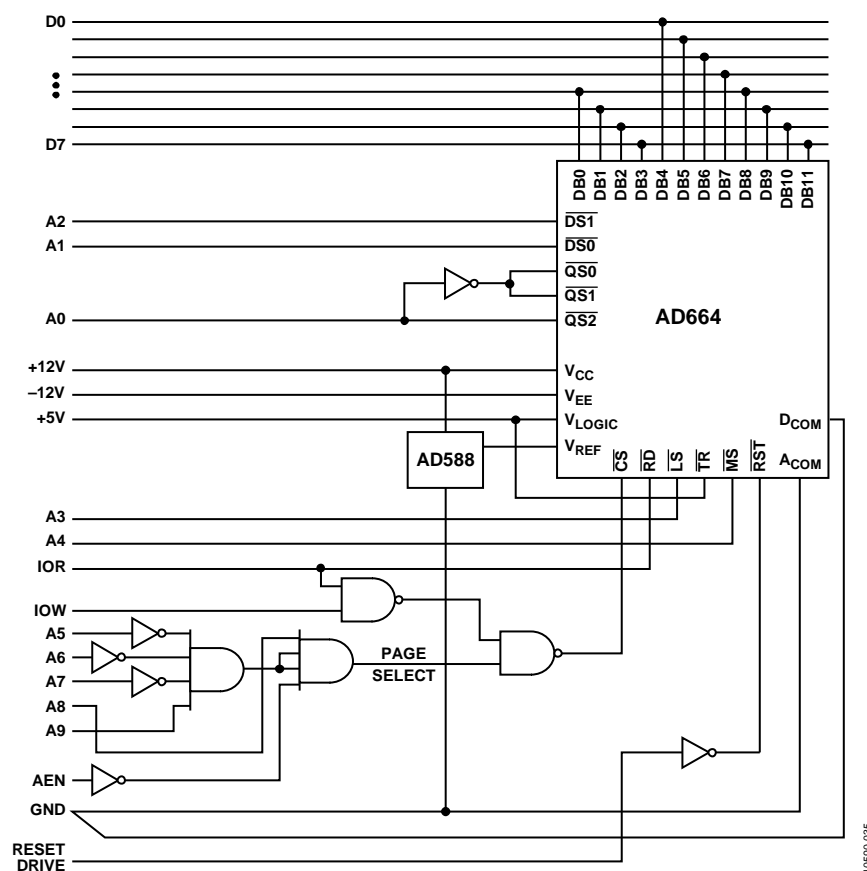 D0
D7
DB0
DB1
DB2
DB3
DB4
DB5
DB6
DB7
DB8
DB9
DB10
DB11
A2
DS1
A1
DS0
QS0
QS1
A0
QS2
AD664
+12V
VCC
–12V
VEE
+5V
VLOGIC
DCOM
AD588
VREF
CS
RD
LS
TR
MS
RST
ACOM
A3
A4
IOR
IOW
A5
A6
A7
A8
A9
PAGE
SELECT
AEN
GND
RESET
DRIVE